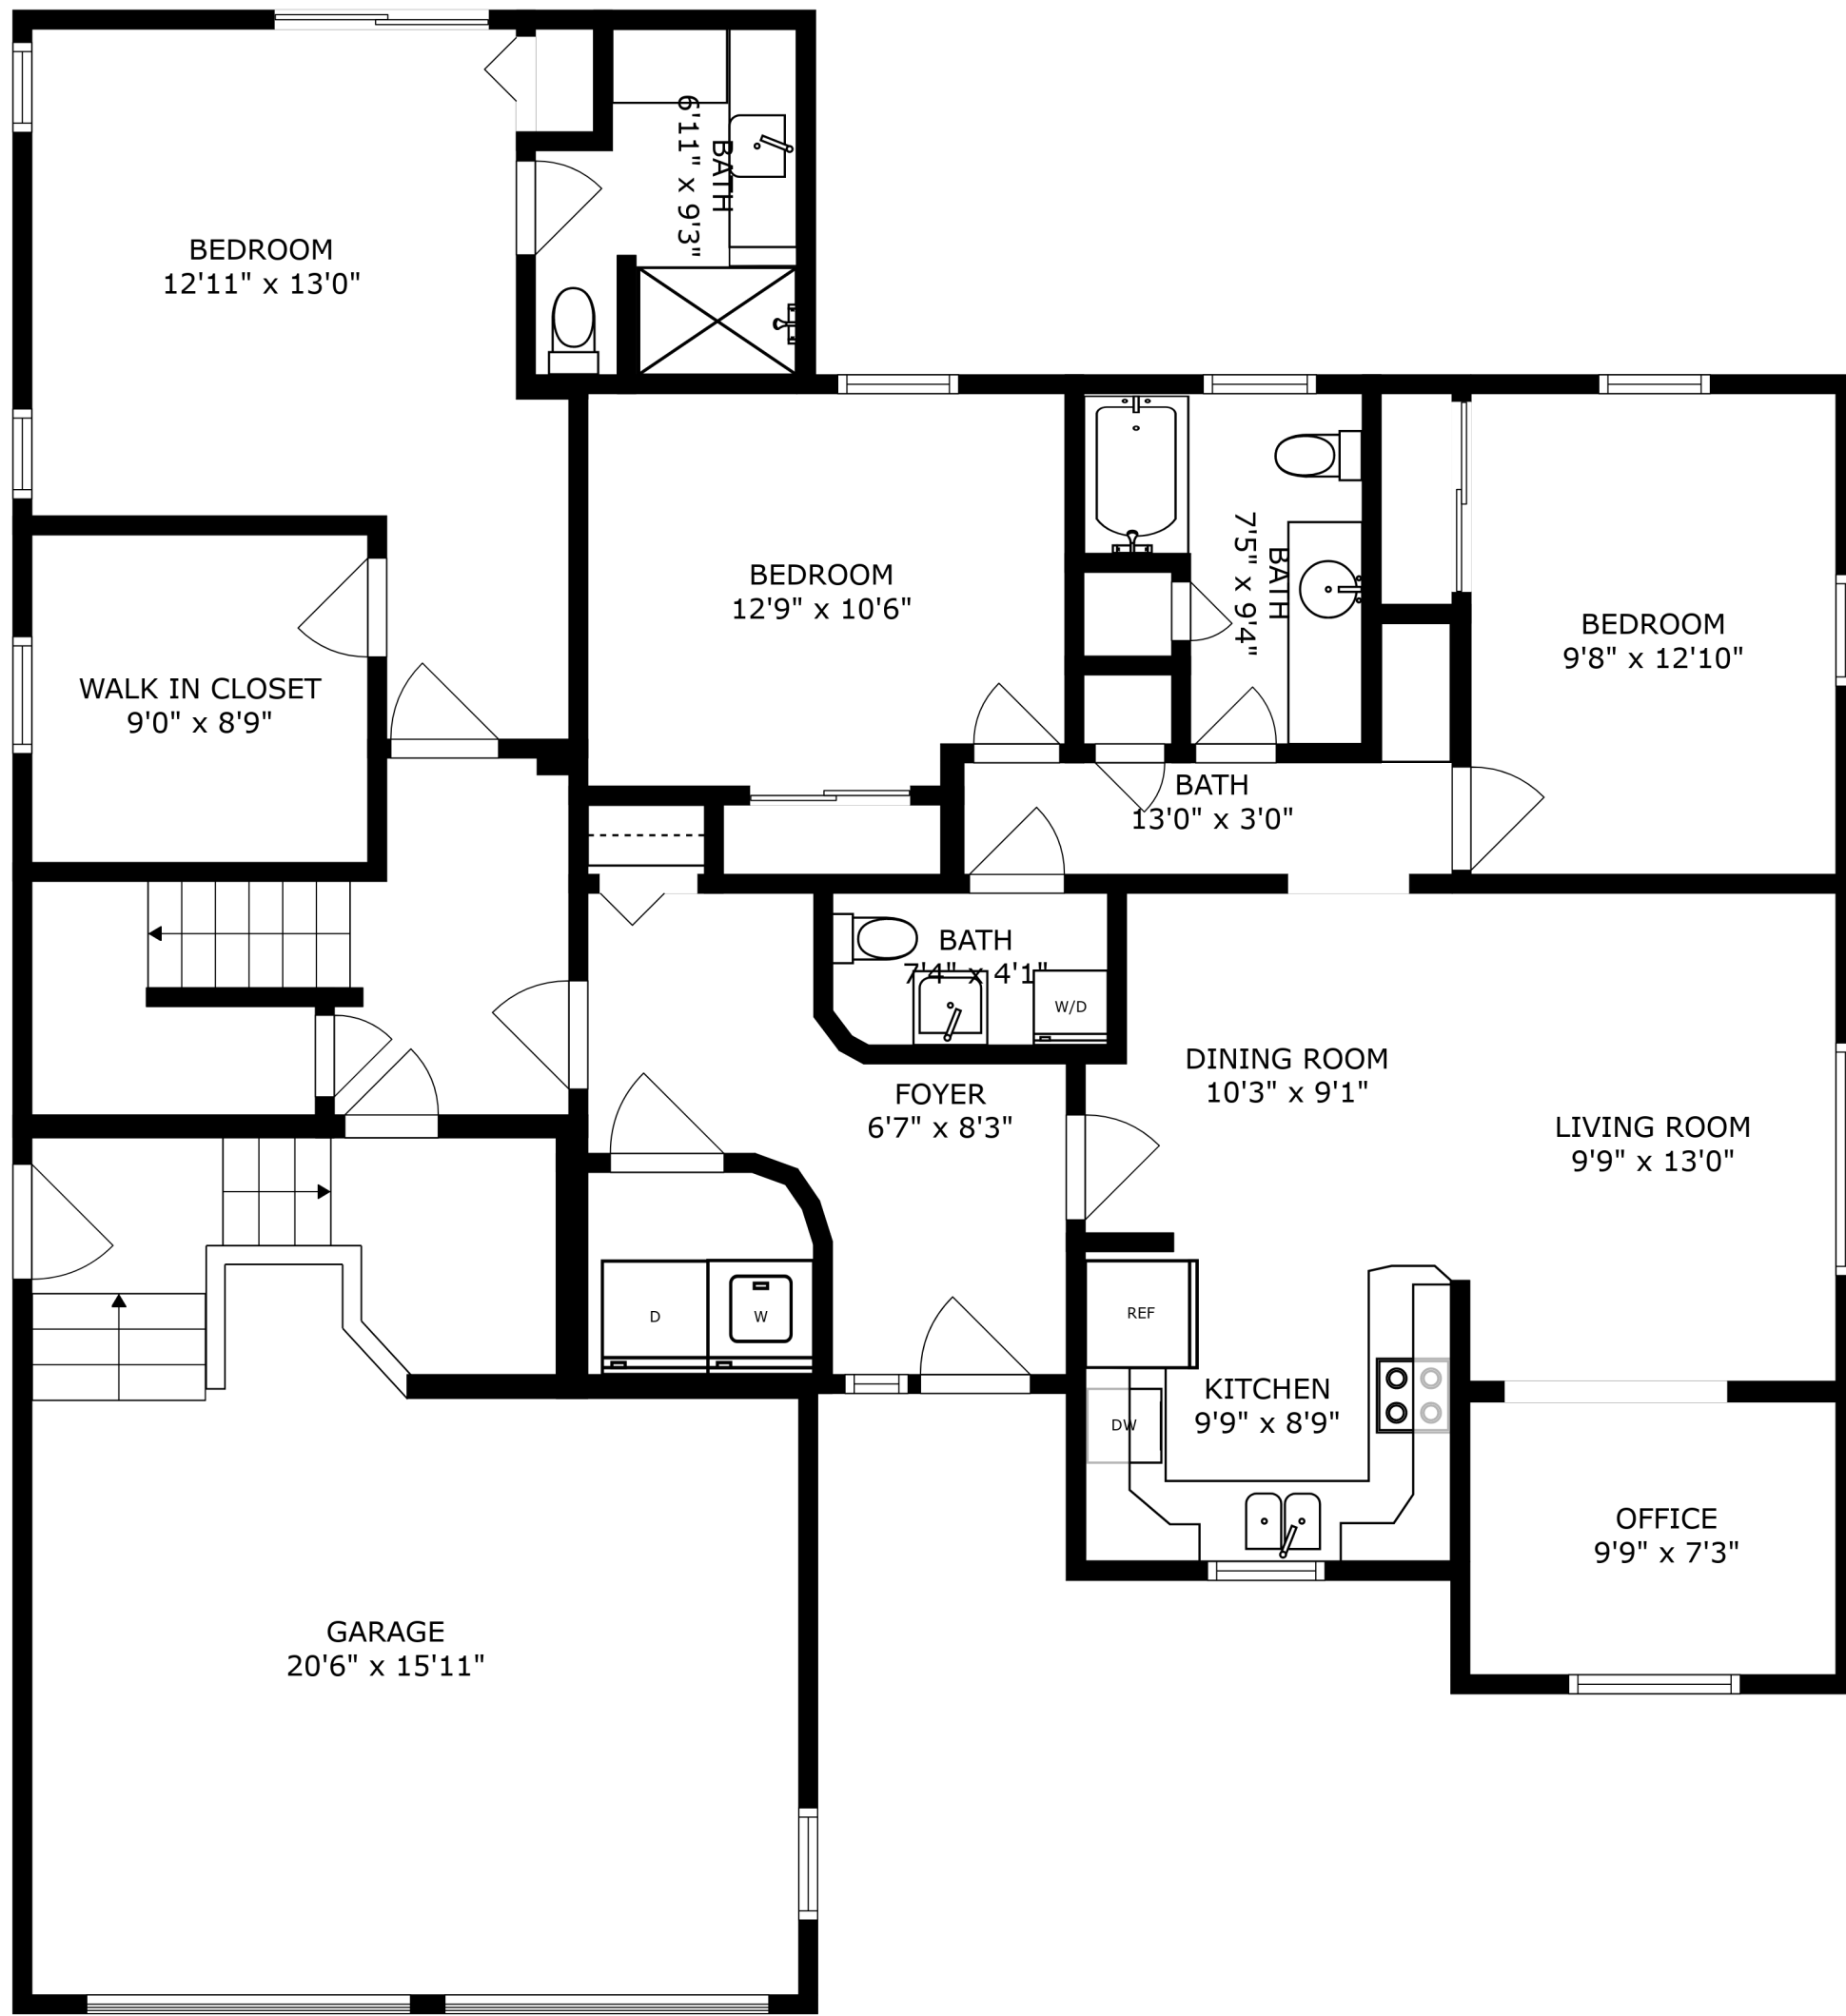 BATH
6'11" x 9'3"
BEDROOM
12'11" x 13'0"
BEDROOM
12'9" x 10'6"
BATH
7'5" x 9'4"
BEDROOM
9'8" x 12'10"
WALK IN CLOSET
9'0" x 8'9"
BATH
13'0" x 3'0"
BATH
7'4" x 4'1"
W/D
DINING ROOM
10'3" x 9'1"
FOYER
6'7" x 8'3"
LIVING ROOM
9'9" x 13'0"
D
W
REF
KITCHEN
9'9" x 8'9"
DW
OFFICE
9'9" x 7'3"
GARAGE
20'6" x 15'11"